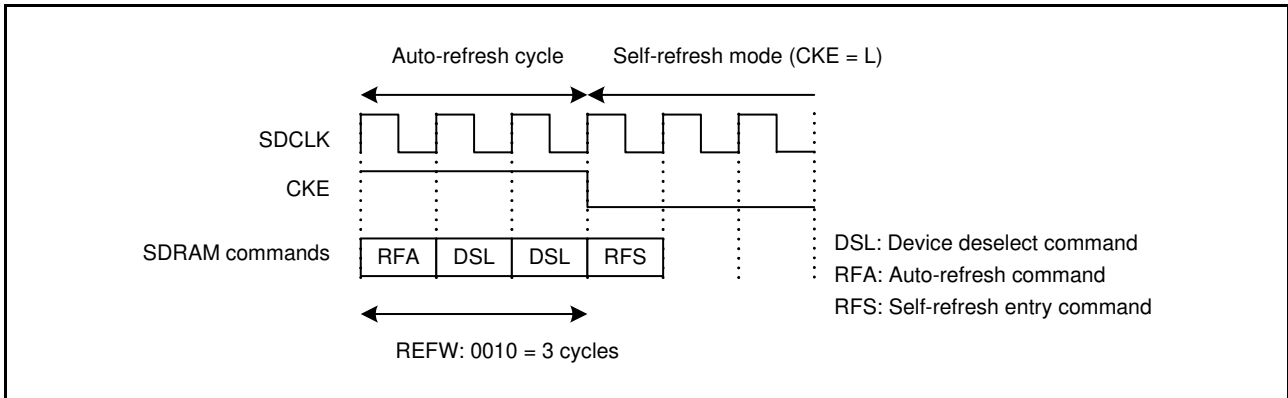 Auto-refresh cycle Self-refresh mode (CKE = L)
SDCLK
CKE
SDRAM commands RFA DSL DSL RFS
DSL: Device deselect command
RFA: Auto-refresh command
RFS: Self-refresh entry command
REFW: 0010 = 3 cycles